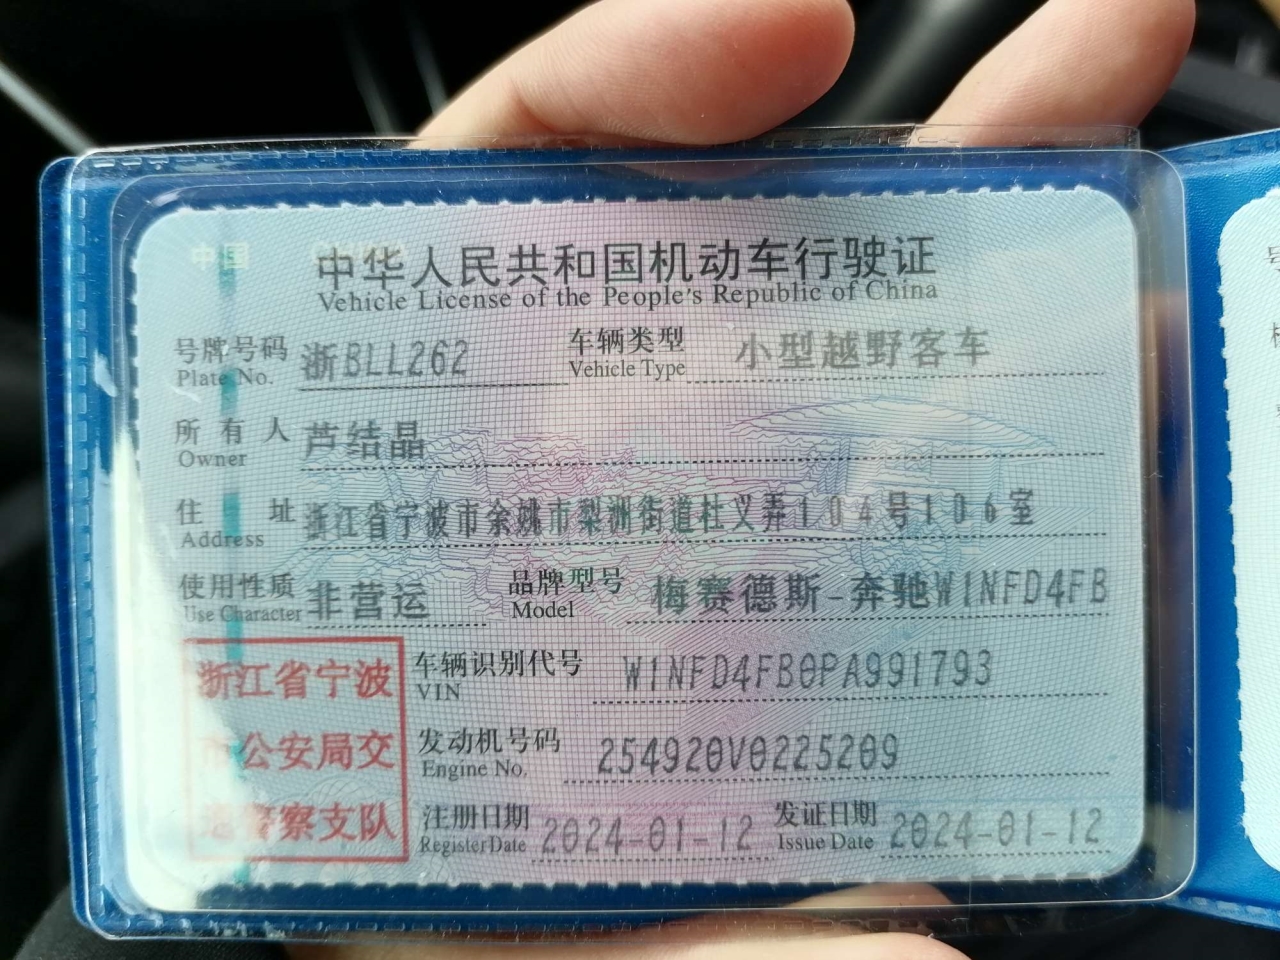 中国
中华人民共和国机动车行驶证
Vehicle License of the People's Republic of China
号牌号码 浙BLL262 车辆类型 小型越野客车
Plate No. Vehicle Type
所有人 芦结晶
Owner
住址 浙江省宁波市余姚市梨洲街道杜义弄104号106室
Address
使用性质 非营运 品牌型号 梅赛德斯-奔驰W1NFD4FB
Use Character Model
浙江省宁波
市公安局交
通警察支队
车辆识别代号 W1NFD4FB0PA991793
VIN
发动机号码 254920V0225209
Engine No.
注册日期 2024-01-12 发证日期 2024-01-12
Register Date Issue Date